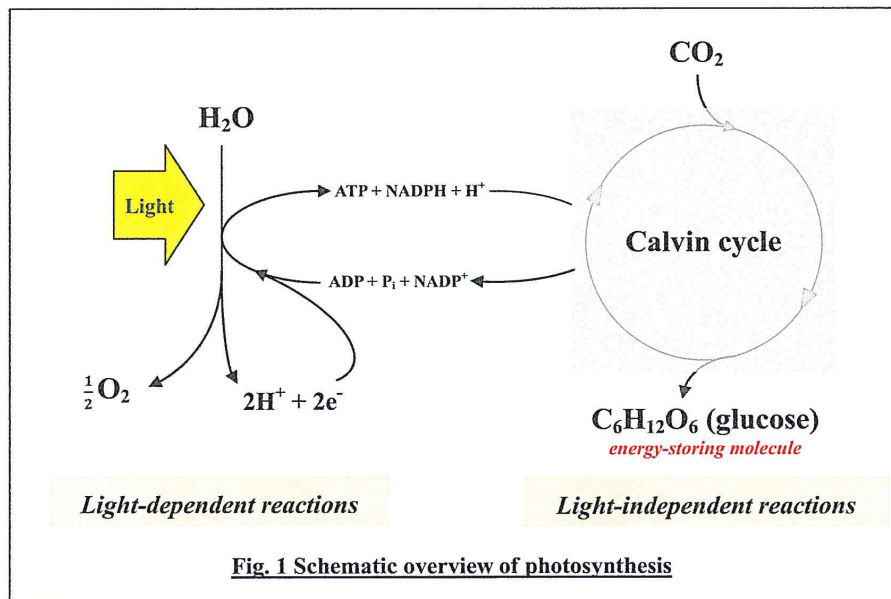 CO₂
H₂O
Light
ATP + NADPH + H⁺
Calvin cycle
ADP + Pᵢ + NADP⁺
½O₂
2H⁺ + 2e⁻
C₆H₁₂O₆ (glucose)
energy-storing molecule
Light-dependent reactions
Light-independent reactions
Fig. 1 Schematic overview of photosynthesis